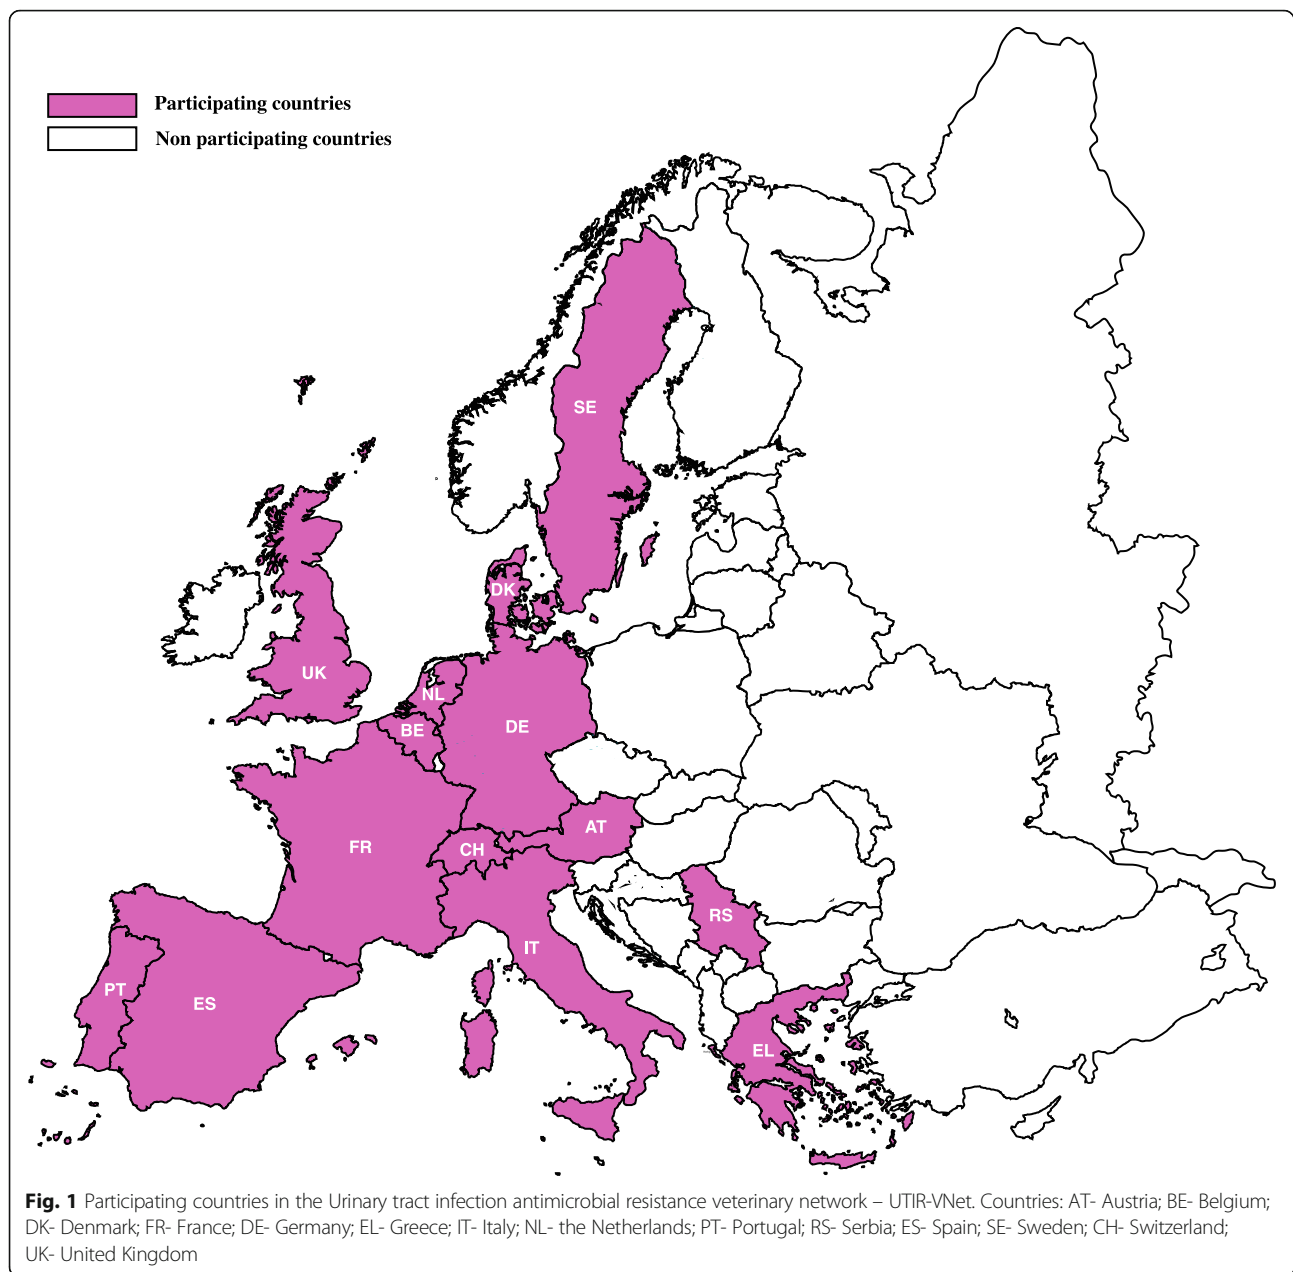 Participating countries
Non participating countries
SE
DK
UK
NL
BE
DE
FR
CH
AT
RS
IT
PT
ES
EL
Fig. 1 Participating countries in the Urinary tract infection antimicrobial resistance veterinary network – UTIR-VNet. Countries: AT- Austria; BE- Belgium;
DK- Denmark; FR- France; DE- Germany; EL- Greece; IT- Italy; NL- the Netherlands; PT- Portugal; RS- Serbia; ES- Spain; SE- Sweden; CH- Switzerland;
UK- United Kingdom